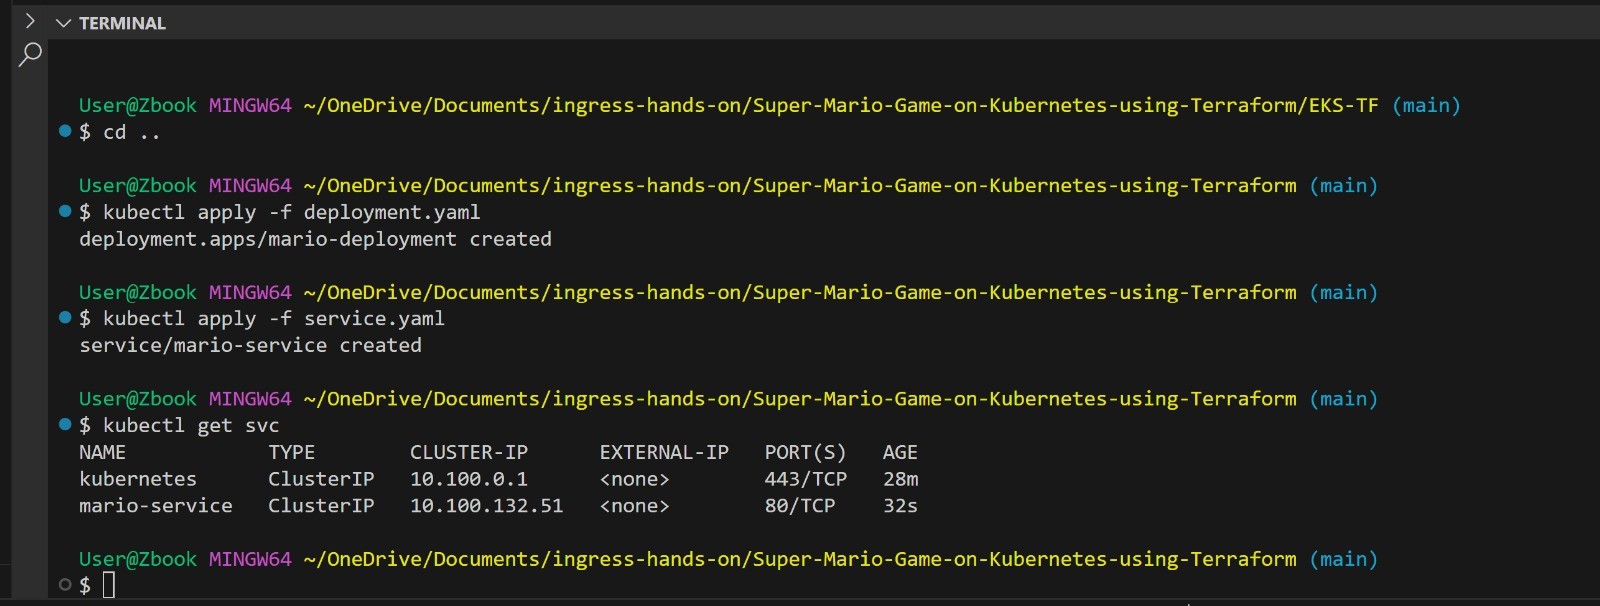 TERMINAL
User@Zbook MINGW64 ~/OneDrive/Documents/ingress-hands-on/Super-Mario-Game-on-Kubernetes-using-Terraform/EKS-TF (main)
$ cd ..
User@Zbook MINGW64 ~/OneDrive/Documents/ingress-hands-on/Super-Mario-Game-on-Kubernetes-using-Terraform (main)
$ kubectl apply -f deployment.yaml
deployment.apps/mario-deployment created
User@Zbook MINGW64 ~/OneDrive/Documents/ingress-hands-on/Super-Mario-Game-on-Kubernetes-using-Terraform (main)
$ kubectl apply -f service.yaml
service/mario-service created
User@Zbook MINGW64 ~/OneDrive/Documents/ingress-hands-on/Super-Mario-Game-on-Kubernetes-using-Terraform (main)
$ kubectl get svc
NAME TYPE CLUSTER-IP EXTERNAL-IP PORT(S) AGE
kubernetes ClusterIP 10.100.0.1 <none> 443/TCP 28m
mario-service ClusterIP 10.100.132.51 <none> 80/TCP 32s
User@Zbook MINGW64 ~/OneDrive/Documents/ingress-hands-on/Super-Mario-Game-on-Kubernetes-using-Terraform (main)
$